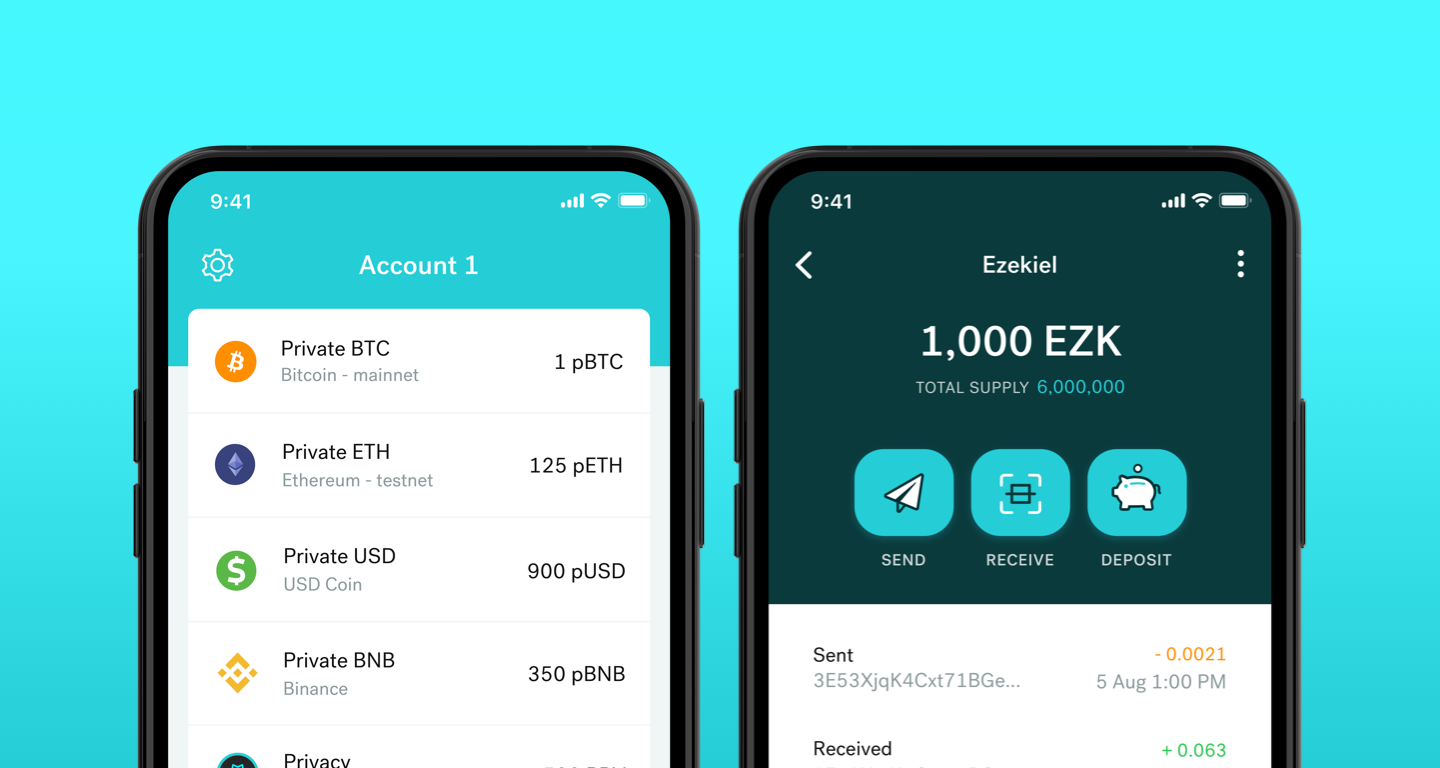 9:41
Account 1
Private BTC
Bitcoin - mainnet
1 pBTC
Private ETH
Ethereum - testnet
125 pETH
Private USD
USD Coin
900 pUSD
Private BNB
Binance
350 pBNB
Privacy
9:41
Ezekiel
1,000 EZK
TOTAL SUPPLY 6,000,000
SEND
RECEIVE
DEPOSIT
Sent
- 0.0021
3E53XjqK4Cxt71BGe...
5 Aug 1:00 PM
Received
+ 0.063